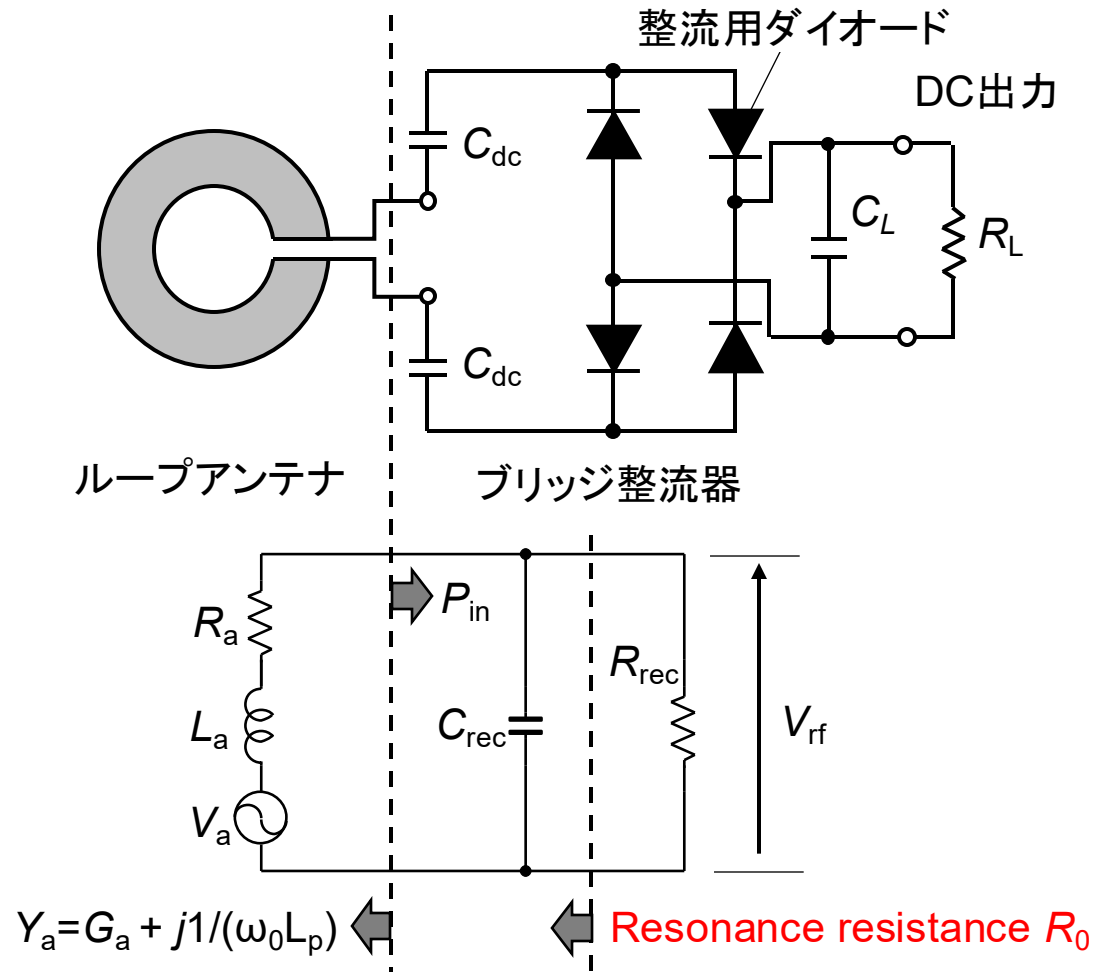 整流用ダイオード
DC出力
Cdc
CL
RL
Cdc
ループアンテナ
ブリッジ整流器
Pin
Ra
Rrec
La
Crec
Vrf
Va
Ya=Ga + j1/(ω0Lp)
Resonance resistance R0